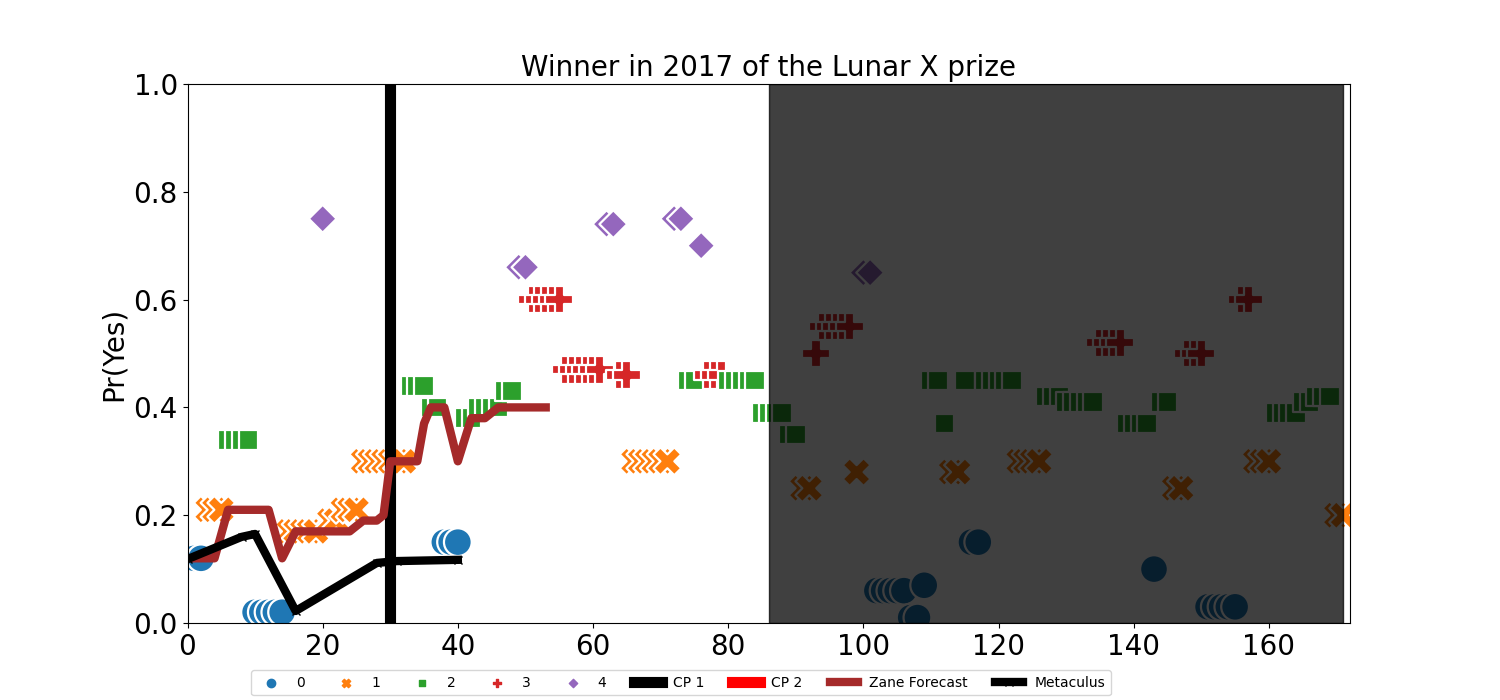 Winner in 2017 of the Lunar X prize
1.0
0.8
0.6
0.4
0.2
0.0
Pr(Yes)
0 20 40 60 80 100 120 140 160
0 1 2 3 4 CP 1 CP 2 Zane Forecast Metaculus